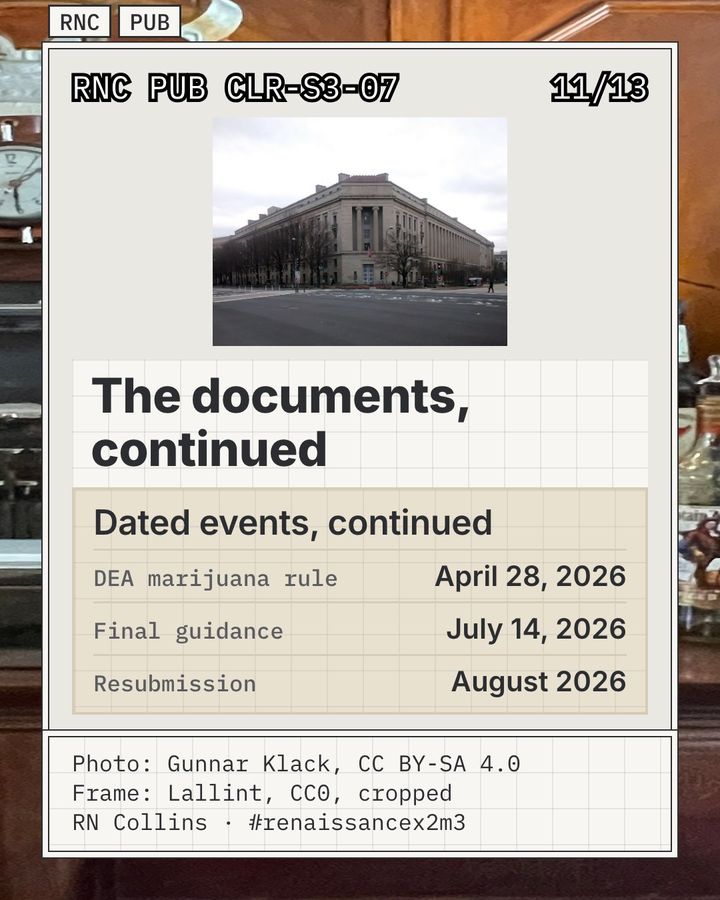 RNC PUB
RNC PUB CLR-S3-07 11/13
The documents,
continued
Dated events, continued
DEA marijuana rule April 28, 2026
Final guidance July 14, 2026
Resubmission August 2026
Photo: Gunnar Klack, CC BY-SA 4.0
Frame: Lallint, CC0, cropped
RN Collins · #renaissancex2m3